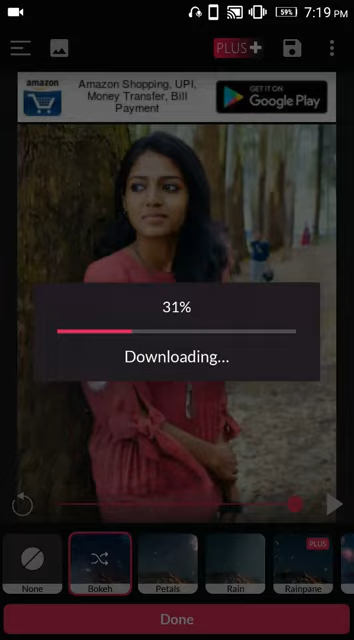 59% 7:19 PM
PLUS+
amazon
Amazon Shopping, UPI,
Money Transfer, Bill
Payment
GET IT ON
Google Play
31%
Downloading...
None Bokeh Petals Rain Rainpane
PLUS
Done